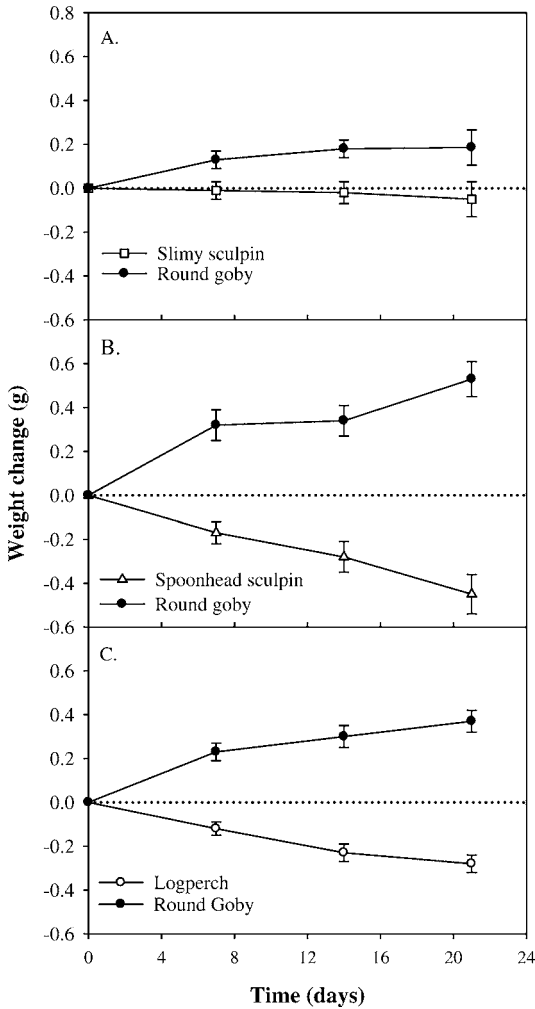 0.8
A.
0.6
0.4
0.2
0.0
-0.2
Slimy sculpin
-0.4
Round goby
-0.6
B.
0.6
0.4
0.2
0.0
-0.2
-0.4
Spoonhead sculpin
Round goby
-0.6
C.
0.6
0.4
0.2
0.0
-0.2
-0.4
Logperch
Round Goby
-0.6
0 4 8 12 16 20 24
Time (days)
Weight change (g)